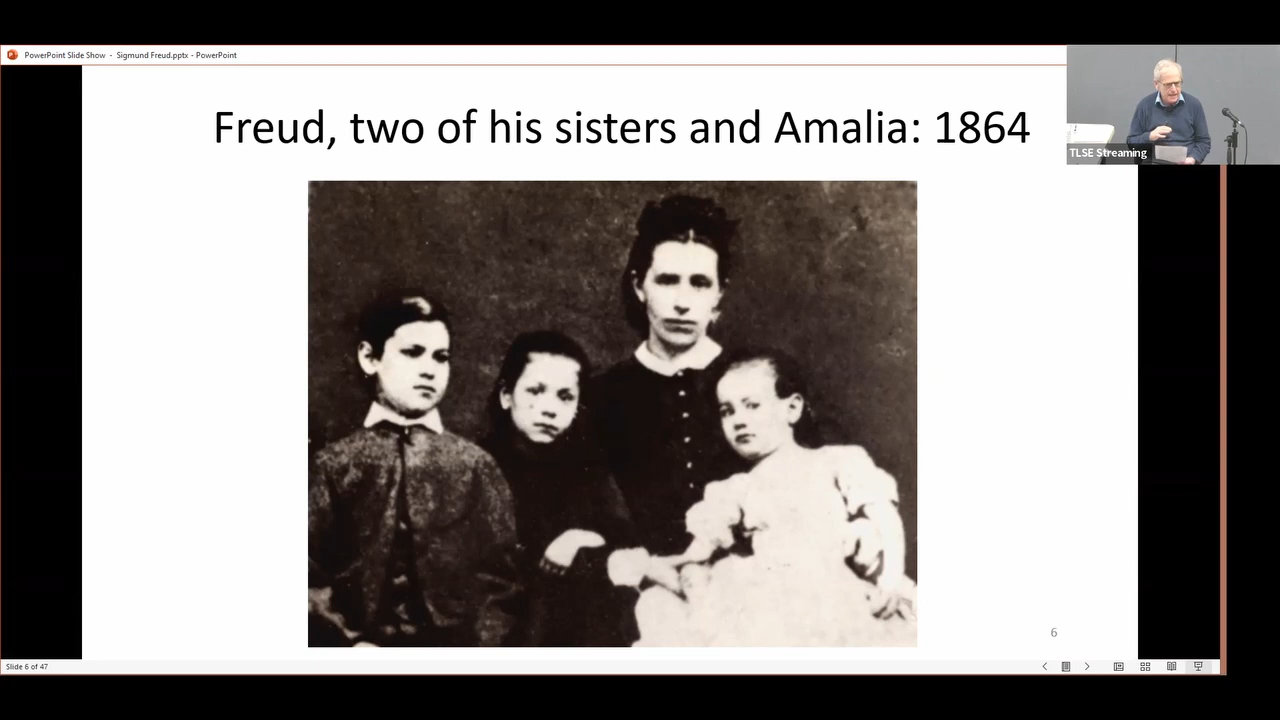 PowerPoint Slide Show - Sigmund Freud.pptx - PowerPoint
Freud, two of his sisters and Amalia: 1864
TLSE Streaming
6
Slide 6 of 47